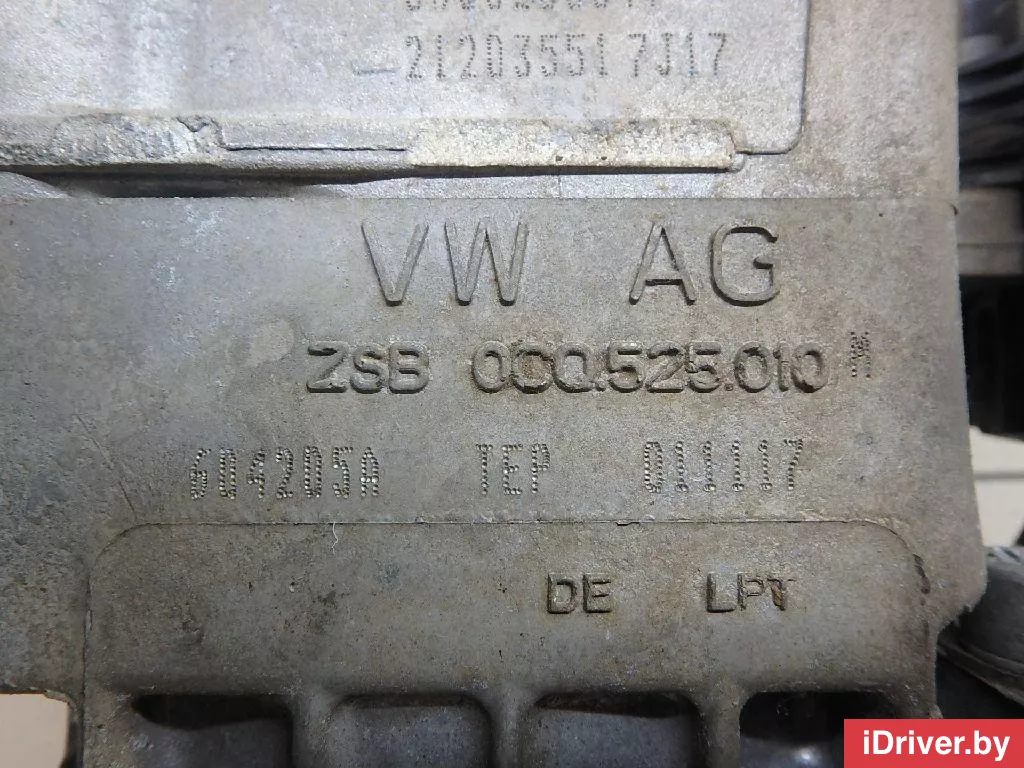 212035517J17
VW AG
ZSB 0CQ.525.010
604205A TEP 011117
DE LPT
iDriver.by